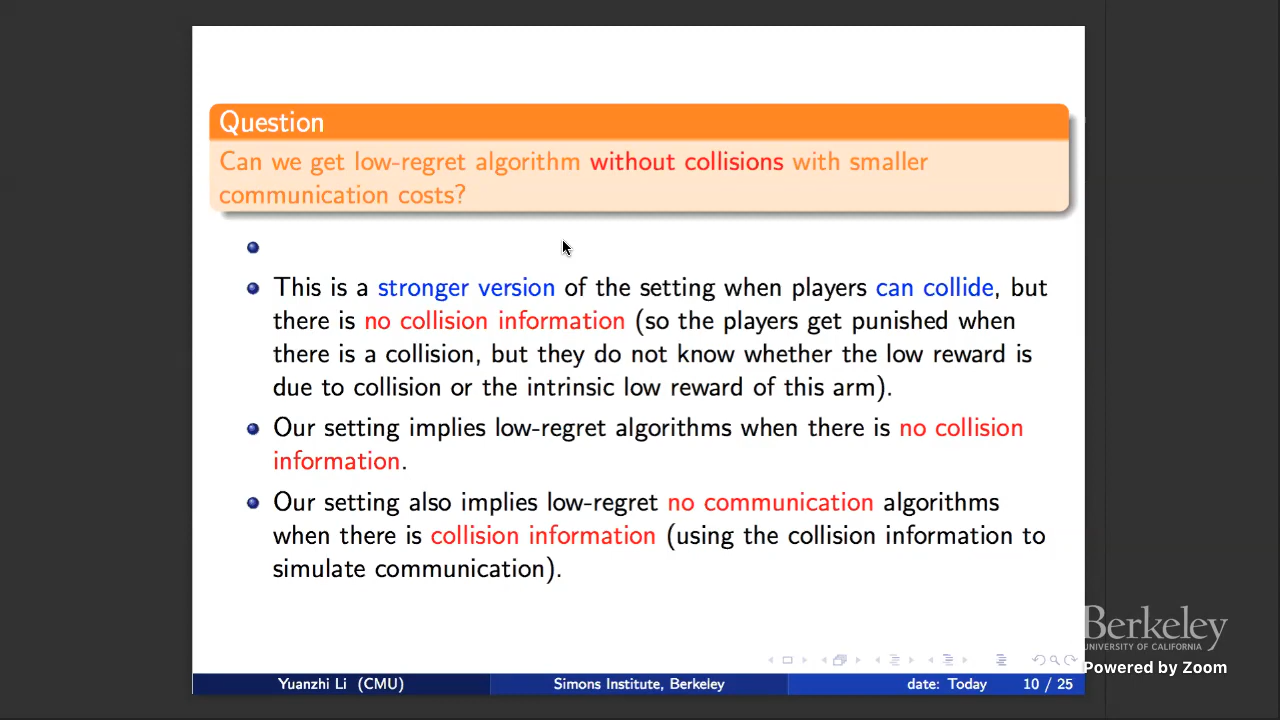 Question
Can we get low-regret algorithm without collisions with smaller
communication costs?
This is a stronger version of the setting when players can collide, but
there is no collision information (so the players get punished when
there is a collision, but they do not know whether the low reward is
due to collision or the intrinsic low reward of this arm).
Our setting implies low-regret algorithms when there is no collision
information.
Our setting also implies low-regret no communication algorithms
when there is collision information (using the collision information to
simulate communication).
Berkeley
UNIVERSITY OF CALIFORNIA
Powered by Zoom
Yuanzhi Li (CMU) Simons Institute, Berkeley date: Today 10 / 25